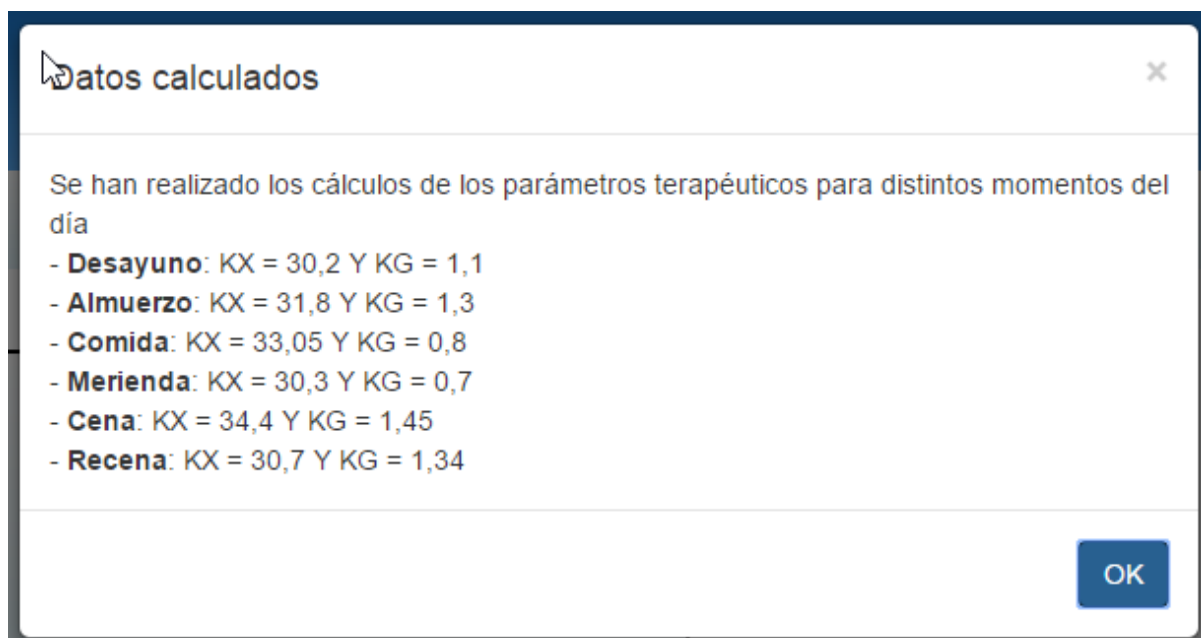 Datos calculados
×
Se han realizado los cálculos de los parámetros terapéuticos para distintos momentos del
día
- Desayuno: KX = 30,2 Y KG = 1,1
- Almuerzo: KX = 31,8 Y KG = 1,3
- Comida: KX = 33,05 Y KG = 0,8
- Merienda: KX = 30,3 Y KG = 0,7
- Cena: KX = 34,4 Y KG = 1,45
- Recena: KX = 30,7 Y KG = 1,34
OK